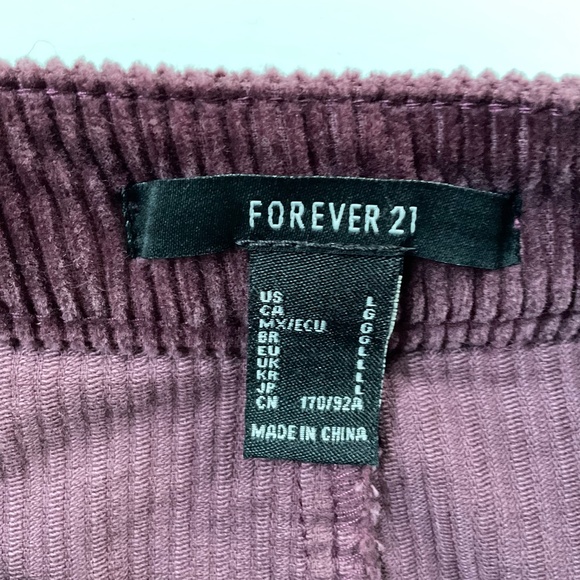 FOREVER 21
US L
CA G
MX/ECU G
BR G
EU L
UK L
KR L
JP L
CN 170/92A
MADE IN CHINA